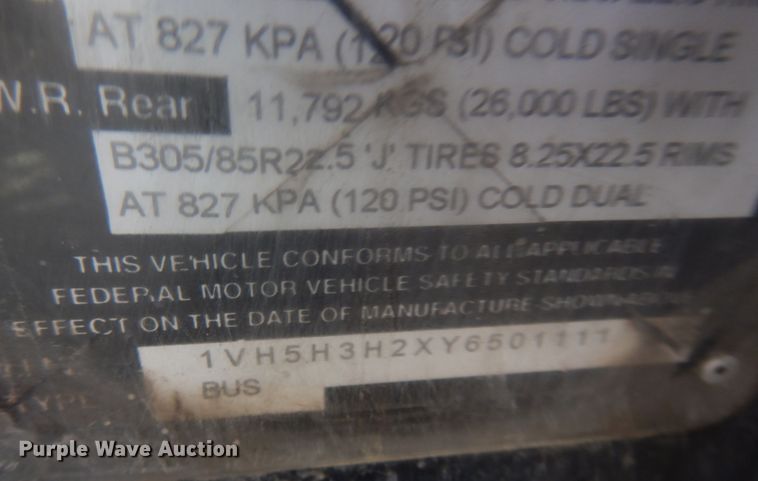 AT 827 KPA (120 PSI) COLD SINGLE
W.R. Rear 11,792 KGS (26,000 LBS) WITH
B305/85R22.5 'J' TIRES 8.25X22.5 RIMS
AT 827 KPA (120 PSI) COLD DUAL
THIS VEHICLE CONFORMS TO ALL APPLICABLE
FEDERAL MOTOR VEHICLE SAFETY STANDARDS IN
EFFECT ON THE DATE OF MANUFACTURE SHOWN ABOVE
1VH5H3H2XY6501111
TYPE BUS
Purple Wave Auction